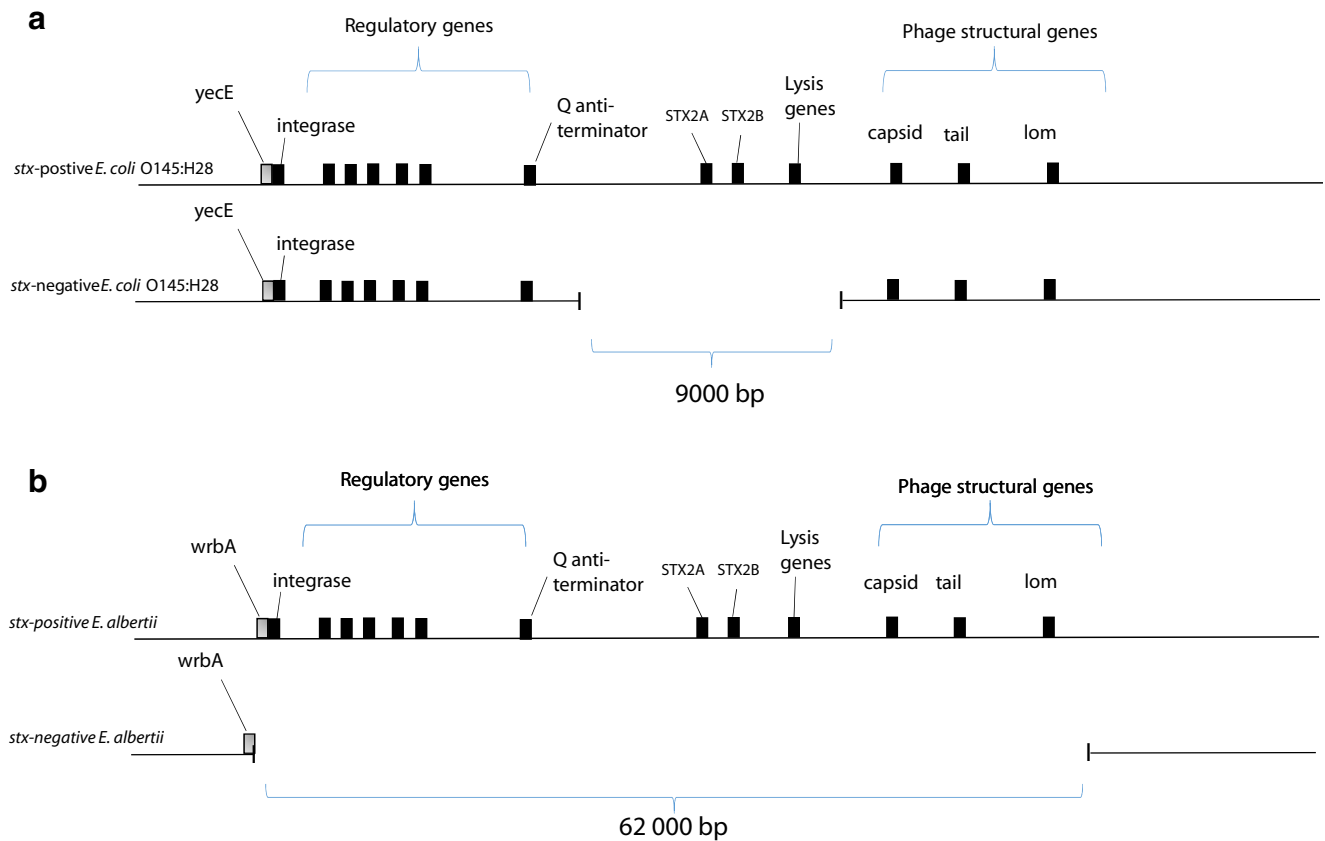 a
Regulatory genes
Phage structural genes
yecE
integrase
Q anti-
terminator
STX2A
STX2B
Lysis
genes
capsid
tail
lom
stx-postive E. coli O145:H28
yecE
integrase
stx-negative E. coli O145:H28
9000 bp
b
Regulatory genes
Phage structural genes
wrbA
integrase
Q anti-
terminator
STX2A
STX2B
Lysis
genes
capsid
tail
lom
stx-positive E. albertii
wrbA
stx-negative E. albertii
62 000 bp